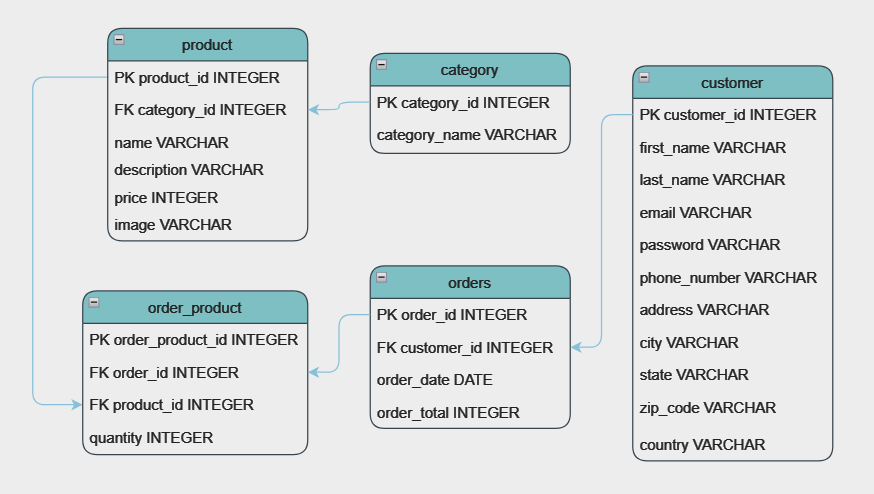 product
PK product_id INTEGER
FK category_id INTEGER
name VARCHAR
description VARCHAR
price INTEGER
image VARCHAR
category
PK category_id INTEGER
category_name VARCHAR
customer
PK customer_id INTEGER
first_name VARCHAR
last_name VARCHAR
email VARCHAR
password VARCHAR
phone_number VARCHAR
address VARCHAR
city VARCHAR
state VARCHAR
zip_code VARCHAR
country VARCHAR
order_product
PK order_product_id INTEGER
FK order_id INTEGER
FK product_id INTEGER
quantity INTEGER
orders
PK order_id INTEGER
FK customer_id INTEGER
order_date DATE
order_total INTEGER